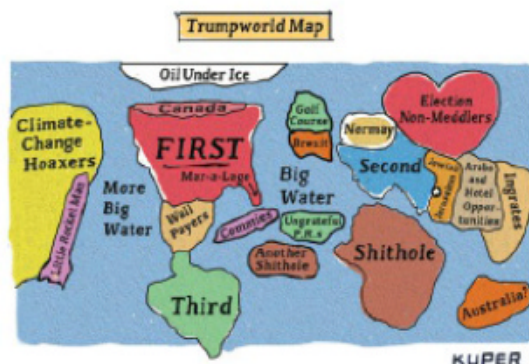 Trumpworld Map
Oil Under Ice
Canada
FIRST
Mar-a-Lago
Climate-
Change
Hoaxers
Little Rocket Man
More
Big
Water
Wall
Payers
Third
Golf
Course
Brexit
Big
Water
Commies
Ungrateful
P.R.s
Another
Shithole
Norway
Second
Election
Non-Meddlers
Jewish
Jerusalem
Arabs
and Hotel
Oppor-
tunities
Ingrates
Shithole
Australia?
KUPER